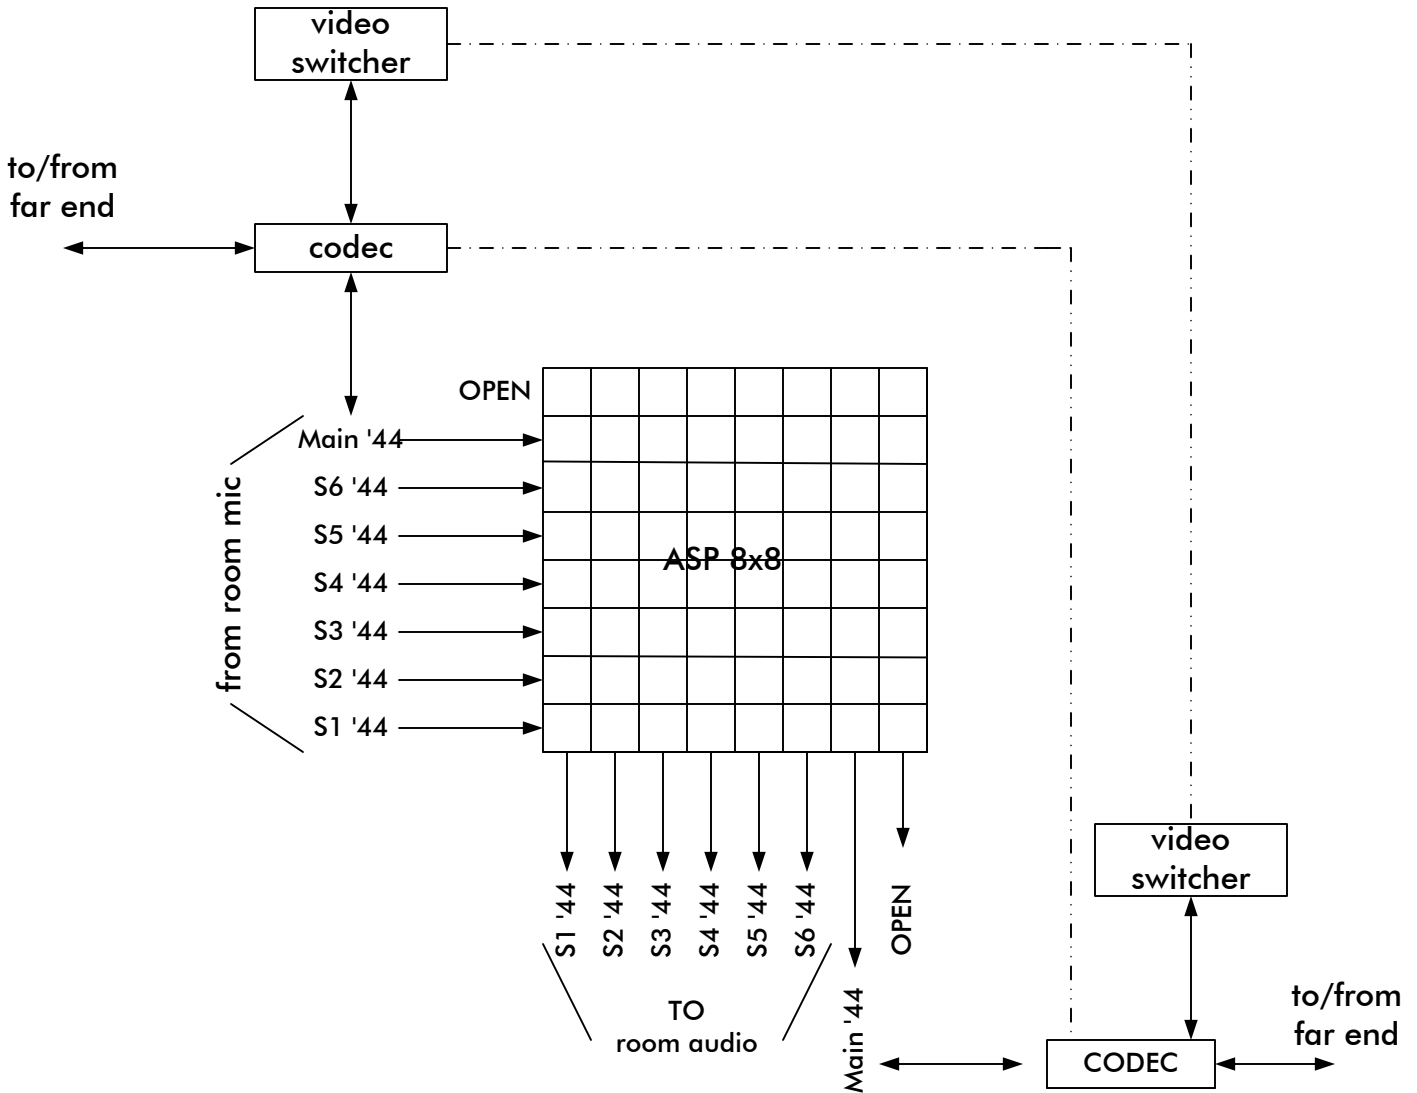 video
switcher
to/from
far end
codec
OPEN
Main '44
S6 '44
S5 '44
S4 '44
S3 '44
S2 '44
S1 '44
from room mic
ASP 8x8
S1 '44
S2 '44
S3 '44
S4 '44
S5 '44
S6 '44
Main '44
OPEN
TO
room audio
video
switcher
to/from
far end
CODEC